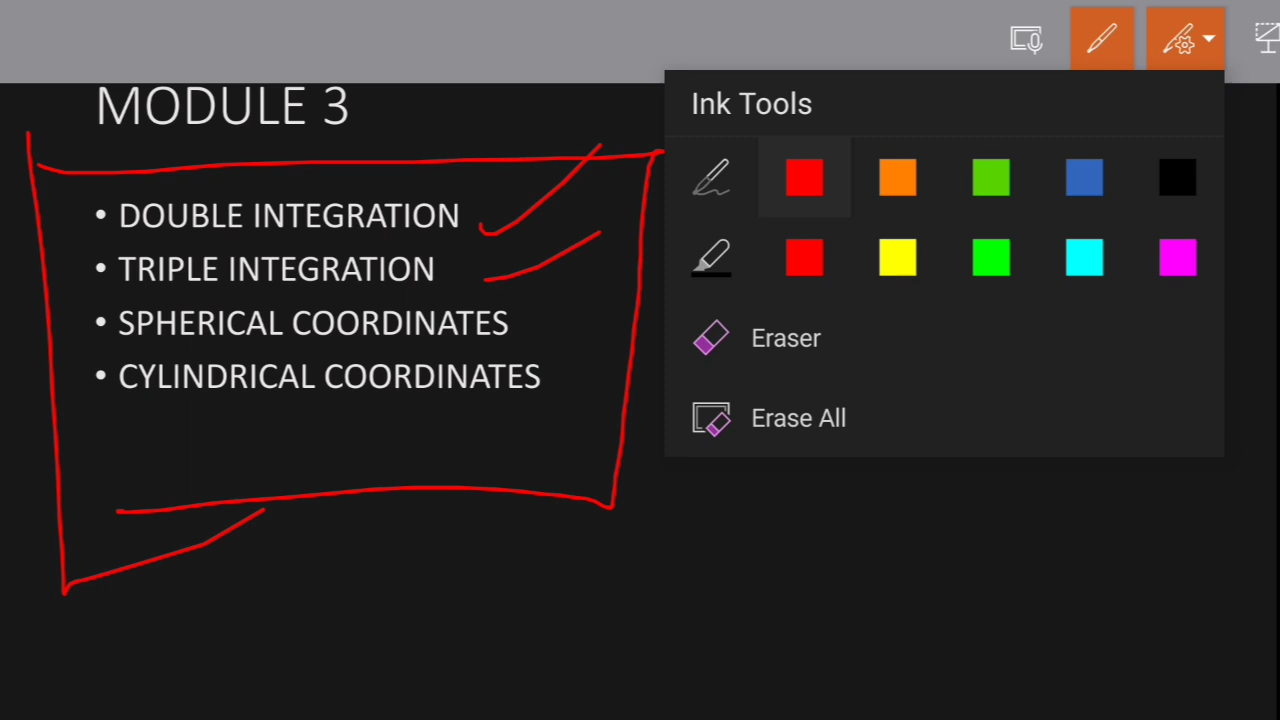 MODULE 3
• DOUBLE INTEGRATION
• TRIPLE INTEGRATION
• SPHERICAL COORDINATES
• CYLINDRICAL COORDINATES
Ink Tools
Eraser
Erase All